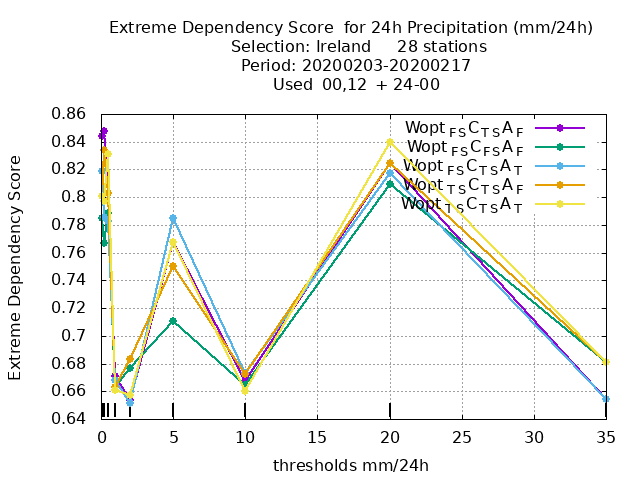 Extreme Dependency Score  for 24h Precipitation (mm/24h)
Selection: Ireland     28 stations
Period: 20200203-20200217
Used  00,12  + 24-00
Extreme Dependency Score
0.86
0.84
0.82
0.8
0.78
0.76
0.74
0.72
0.7
0.68
0.66
0.64
Wopt FS C TS A F
Wopt FS C FS A F
Wopt FS C TS A T
Wopt TS C TS A F
Wopt TS C TS A T
0 5 10 15 20 25 30 35
thresholds mm/24h